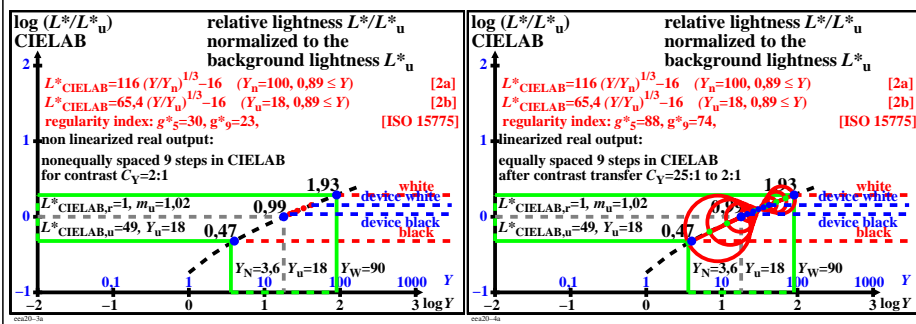 log (L*/L*u)
CIELAB
relative lightness L*/L*u
normalized to the
background lightness L*u
2
L*CIELAB=116 (Y/Yn)1/3–16 (Yn=100, 0,89 ≤ Y) [2a]
L*CIELAB=65,4 (Y/Yu)1/3–16 (Yu=18, 0,89 ≤ Y) [2b]
regularity index: g*5=30, g*9=23, [ISO 15775]
non linearized real output:
1
nonequally spaced 9 steps in CIELAB
for contrast CY=2:1
1,93
white
device white
L*CIELAB,r=1, mu=1,02
0,99
0
device black
L*CIELAB,u=49, Yu=18
0,47
black
YN=3,6 Yu=18 YW=90
0,1 1 10 100 1000 Y
–1
–2 –1 0 1 2 3 log Y
eea20–3a
log (L*/L*u)
CIELAB
relative lightness L*/L*u
normalized to the
background lightness L*u
2
L*CIELAB=116 (Y/Yn)1/3–16 (Yn=100, 0,89 ≤ Y) [2a]
L*CIELAB=65,4 (Y/Yu)1/3–16 (Yu=18, 0,89 ≤ Y) [2b]
regularity index: g*5=88, g*9=74, [ISO 15775]
linearized real output:
1
equally spaced 9 steps in CIELAB
after contrast transfer CY=25:1 to 2:1
1,93
white
device white
L*CIELAB,r=1, mu=1,02
0,99
0
device black
L*CIELAB,u=49, Yu=18
0,47
black
YN=3,6 Yu=18 YW=90
0,1 1 10 100 1000 Y
–1
–2 –1 0 1 2 3 log Y
eea20–4a